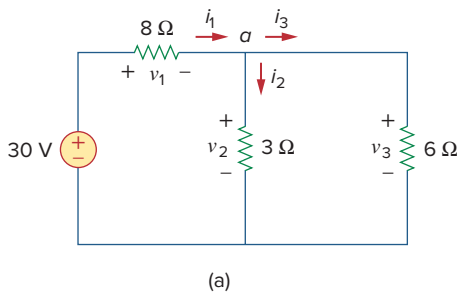 8 Ω i₁ a i₃
+ v₁ −
i₂
30 V + −
+ v₂ − 3 Ω
+ v₃ − 6 Ω
(a)